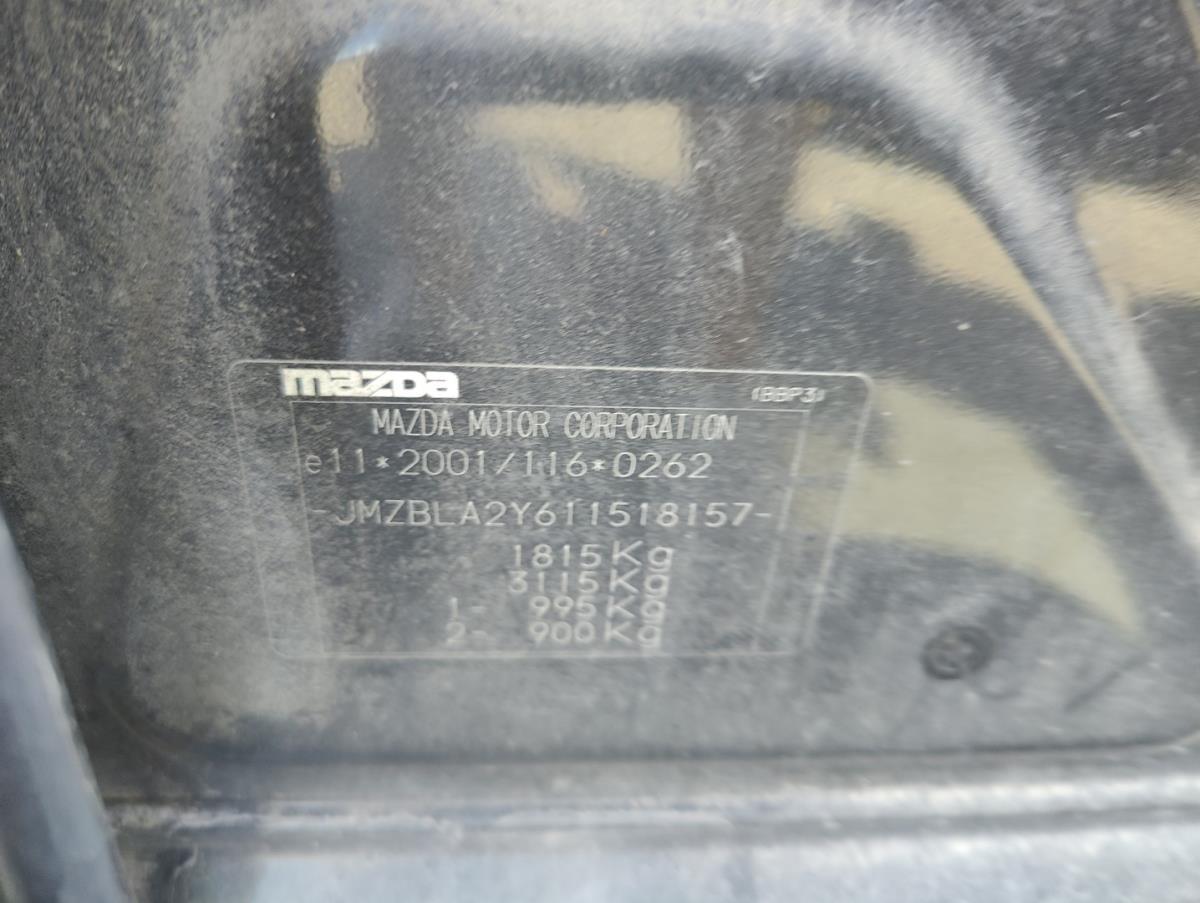 mazda
(BBP3)
MAZDA MOTOR CORPORATION
e11*2001/116*0262
-JMZBLA2Y611518157-
1815Kg
3115Kg
1- 995Kg
2- 900Kg